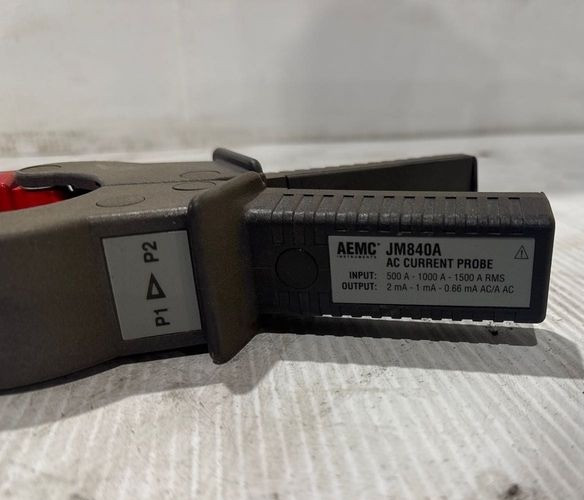 P1 P2
AEMC JM840A
INSTRUMENTS
AC CURRENT PROBE
INPUT: 500 A - 1000 A - 1500 A RMS
OUTPUT: 2 mA - 1 mA - 0.66 mA AC/A AC